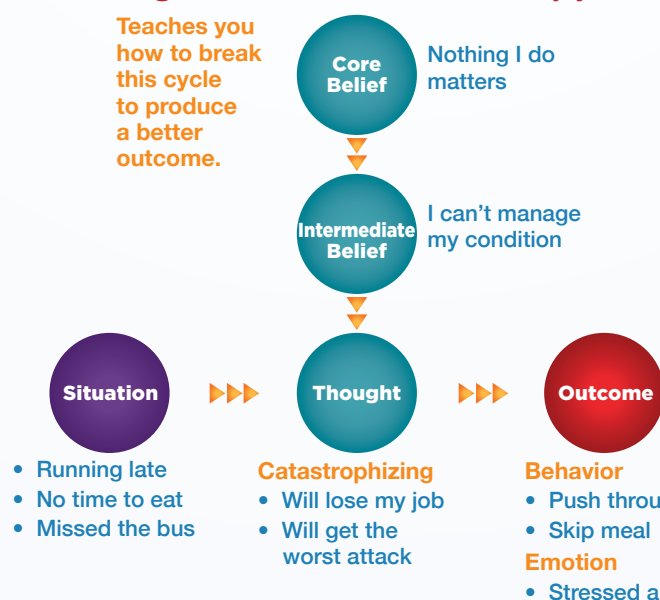 Teaches you
how to break
this cycle
to produce
a better
outcome.
Core
Belief
Nothing I do
matters
Intermediate
Belief
I can't manage
my condition
Situation
Thought
Outcome
• Running late
• No time to eat
• Missed the bus
Catastrophizing
• Will lose my job
• Will get the
worst attack
Behavior
• Push
• Skip meal
Emotion
• Stressed